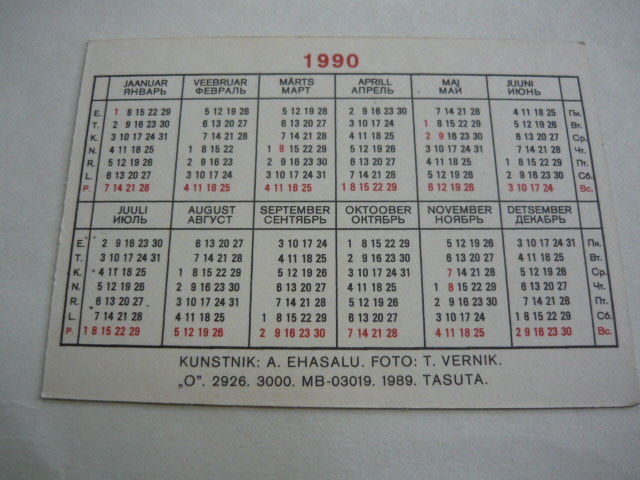 1990
JAANUAR VEEBRUAR MÄRTS APRILL MAI JUUNI
ЯНВАРЬ ФЕВРАЛЬ МАРТ АПРЕЛЬ МАЙ ИЮНЬ
E. 1 8 15 22 29 5 12 19 26 5 12 19 26 2 9 16 23 30 7 14 21 28 4 11 18 25 Пн.
T. 2 9 16 23 30 6 13 20 27 6 13 20 27 3 10 17 24 1 8 15 22 29 5 12 19 26 Вт.
K. 3 10 17 24 31 7 14 21 28 7 14 21 28 4 11 18 25 2 9 16 23 30 6 13 20 27 Ср.
N. 4 11 18 25 1 8 15 22 1 8 15 22 29 5 12 19 26 3 10 17 24 31 7 14 21 28 Чт.
R. 5 12 19 26 2 9 16 23 2 9 16 23 30 6 13 20 27 4 11 18 25 1 8 15 22 29 Пт.
L. 6 13 20 27 3 10 17 24 3 10 17 24 31 7 14 21 28 5 12 19 26 2 9 16 23 30 Сб.
P. 7 14 21 28 4 11 18 25 4 11 18 25 1 8 15 22 29 6 13 20 27 3 10 17 24 Вс.
JUULI AUGUST SEPTEMBER OKTOOBER NOVEMBER DETSEMBER
ИЮЛЬ АВГУСТ СЕНТЯБРЬ ОКТЯБРЬ НОЯБРЬ ДЕКАБРЬ
E. 2 9 16 23 30 6 13 20 27 3 10 17 24 1 8 15 22 29 5 12 19 26 3 10 17 24 31 Пн.
T. 3 10 17 24 31 7 14 21 28 4 11 18 25 2 9 16 23 30 6 13 20 27 4 11 18 25 Вт.
K. 4 11 18 25 1 8 15 22 29 5 12 19 26 3 10 17 24 31 7 14 21 28 5 12 19 26 Ср.
N. 5 12 19 26 2 9 16 23 30 6 13 20 27 4 11 18 25 1 8 15 22 29 6 13 20 27 Чт.
R. 6 13 20 27 3 10 17 24 31 7 14 21 28 5 12 19 26 2 9 16 23 30 7 14 21 28 Пт.
L. 7 14 21 28 4 11 18 25 1 8 15 22 29 6 13 20 27 3 10 17 24 1 8 15 22 29 Сб.
P. 1 8 15 22 29 5 12 19 26 2 9 16 23 30 7 14 21 28 4 11 18 25 2 9 16 23 30 Вс.
KUNSTNIK: A. EHASALU. FOTO: T. VERNIK.
„O". 2926. 3000. MB-03019. 1989. TASUTA.